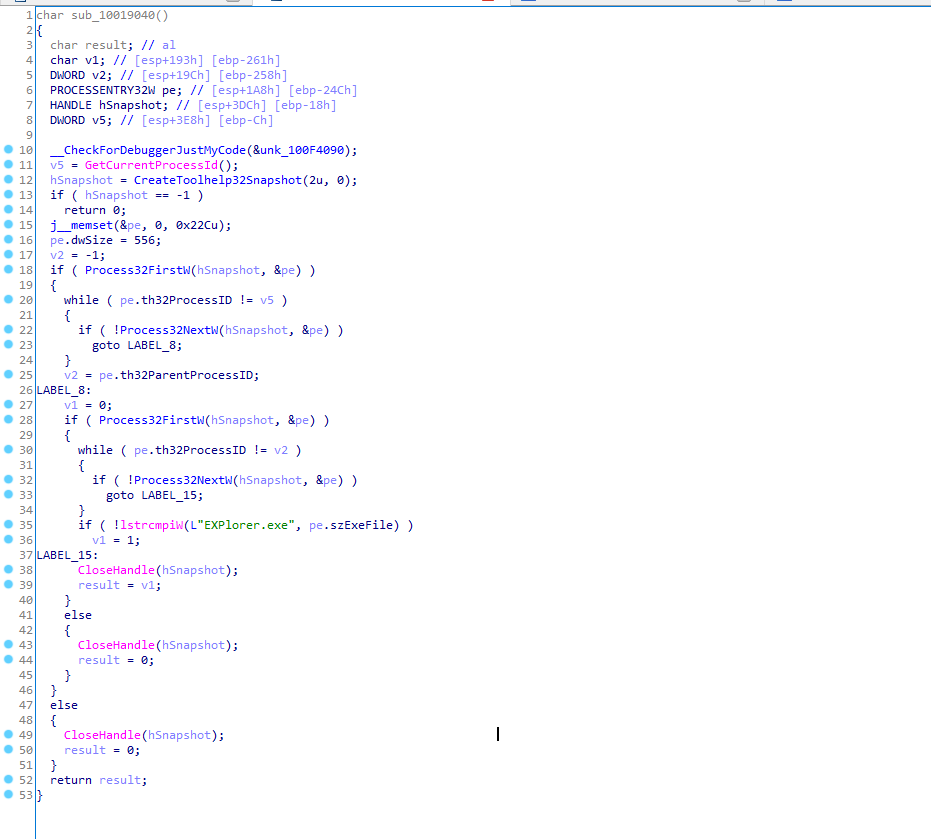 1 char sub_10019040()
2 {
3 char result; // al
4 char v1; // [esp+193h] [ebp-261h]
5 DWORD v2; // [esp+19Ch] [ebp-258h]
6 PROCESSENTRY32W pe; // [esp+1A8h] [ebp-24Ch]
7 HANDLE hSnapshot; // [esp+3DCh] [ebp-18h]
8 DWORD v5; // [esp+3E8h] [ebp-Ch]
9
10 __CheckForDebuggerJustMyCode(&unk_100F4090);
11 v5 = GetCurrentProcessId();
12 hSnapshot = CreateToolhelp32Snapshot(2u, 0);
13 if ( hSnapshot == -1 )
14 return 0;
15 j__memset(&pe, 0, 0x22Cu);
16 pe.dwSize = 556;
17 v2 = -1;
18 if ( Process32FirstW(hSnapshot, &pe) )
19 {
20 while ( pe.th32ProcessID != v5 )
21 {
22 if ( !Process32NextW(hSnapshot, &pe) )
23 goto LABEL_8;
24 }
25 v2 = pe.th32ParentProcessID;
26 LABEL_8:
27 v1 = 0;
28 if ( Process32FirstW(hSnapshot, &pe) )
29 {
30 while ( pe.th32ProcessID != v2 )
31 {
32 if ( !Process32NextW(hSnapshot, &pe) )
33 goto LABEL_15;
34 }
35 if ( !lstrcmpiW(L"EXPlorer.exe", pe.szExeFile) )
36 v1 = 1;
37 LABEL_15:
38 CloseHandle(hSnapshot);
39 result = v1;
40 }
41 else
42 {
43 CloseHandle(hSnapshot);
44 result = 0;
45 }
46 }
47 else
48 {
49 CloseHandle(hSnapshot);
50 result = 0;
51 }
52 return result;
53 }